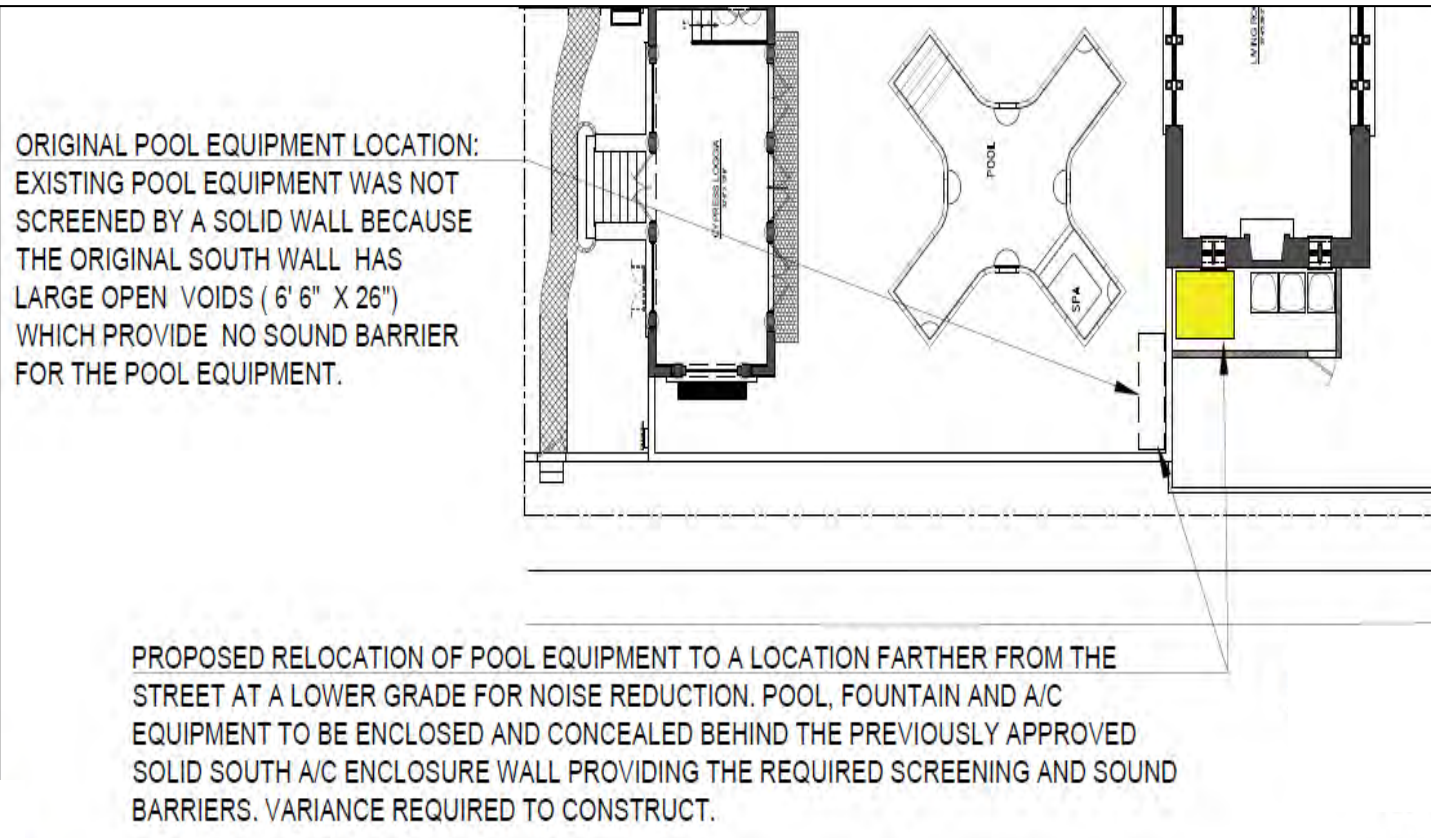 LIVING RO
ORIGINAL POOL EQUIPMENT LOCATION:
EXISTING POOL EQUIPMENT WAS NOT
SCREENED BY A SOLID WALL BECAUSE
THE ORIGINAL SOUTH WALL HAS
LARGE OPEN VOIDS ( 6' 6" X 26")
WHICH PROVIDE NO SOUND BARRIER
FOR THE POOL EQUIPMENT.
CYPRESS LOGGIA
POOL
SPA
PROPOSED RELOCATION OF POOL EQUIPMENT TO A LOCATION FARTHER FROM THE
STREET AT A LOWER GRADE FOR NOISE REDUCTION. POOL, FOUNTAIN AND A/C
EQUIPMENT TO BE ENCLOSED AND CONCEALED BEHIND THE PREVIOUSLY APPROVED
SOLID SOUTH A/C ENCLOSURE WALL PROVIDING THE REQUIRED SCREENING AND SOUND
BARRIERS. VARIANCE REQUIRED TO CONSTRUCT.